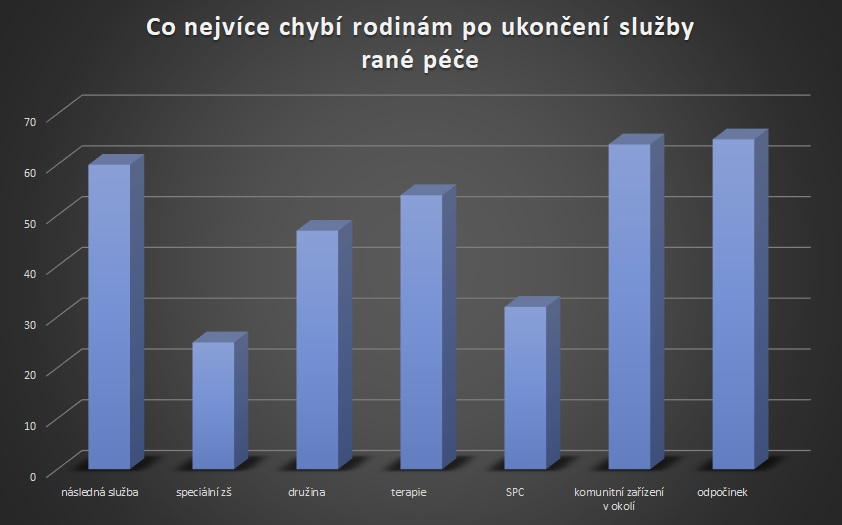 Co nejvíce chybí rodinám po ukončení služby
rané péče
70
60
50
40
30
20
10
0
následná služba
speciální zš
družina
terapie
SPC
komunitní zařízení
v okolí
odpočinek